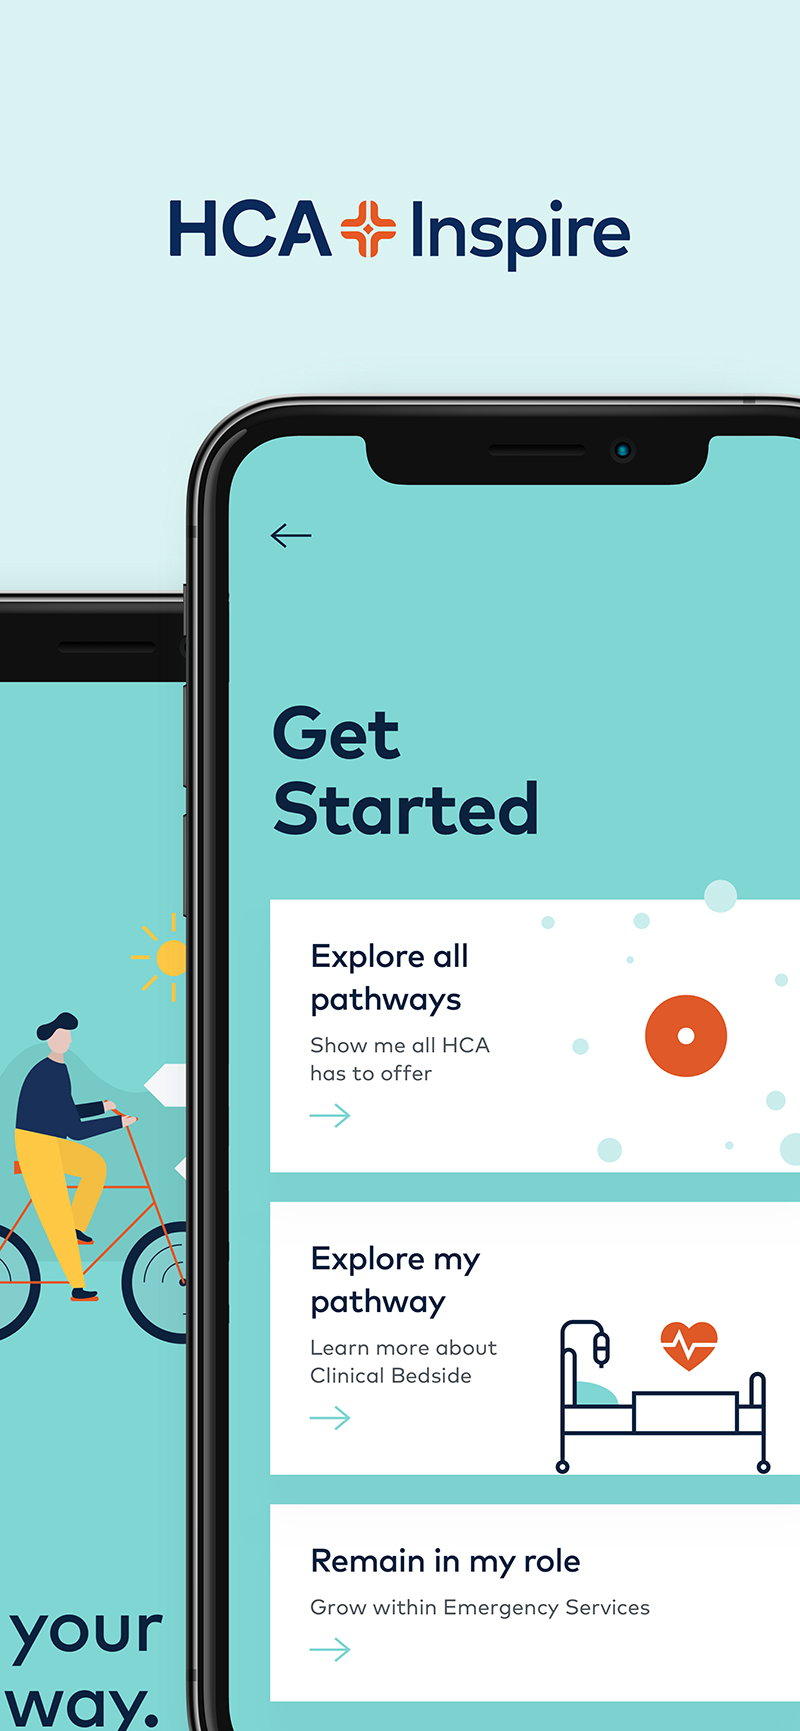 HCA Inspire
Get
Started
Explore all
pathways
Show me all HCA
has to offer
Explore my
pathway
Learn more about
Clinical Bedside
Remain in my role
Grow within Emergency Services
your
way.